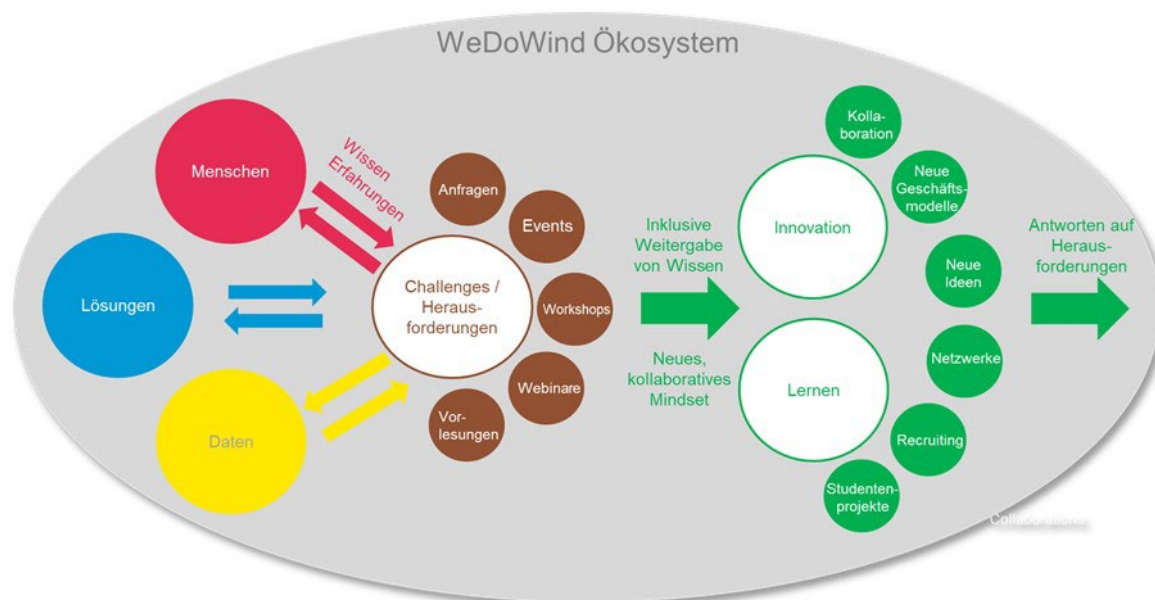 WeDoWind Ökosystem
Menschen
Wissen
Erfahrungen
Lösungen
Daten
Challenges /
Heraus-
forderungen
Anfragen
Events
Workshops
Webinare
Vor-
lesungen
Inklusive
Weitergabe
von Wissen
Neues,
kollaboratives
Mindset
Innovation
Lernen
Kolla-
boration
Neue
Geschäfts-
modelle
Neue
Ideen
Netzwerke
Recruiting
Studenten-
projekte
Antworten auf
Heraus-
forderungen
Collaborations